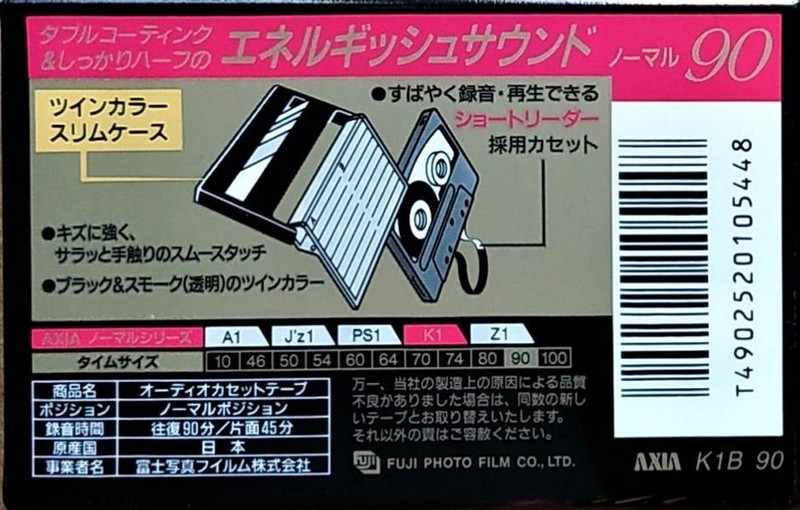 ダブルコーティング
&しっかりハーフの エネルギッシュサウンド ノーマル 90
ツインカラー
スリムケース
●すばやく録音・再生できる
ショートリーダー
採用カセット
●キズに強く、
サラッと手触りのスムースタッチ
●ブラック&スモーク(透明)のツインカラー
T4902520105448
AXIA ノーマルシリーズ A1 J'z1 PS1 K1 Z1
タイムサイズ 10 46 50 54 60 64 70 74 80 90 100
商品名 オーディオカセットテープ
ポジション ノーマルポジション
録音時間 往復90分/片面45分
原産国 日本
事業者名 富士写真フイルム株式会社
万一、当社の製造上の原因による品質
不良がありました場合は、同数の新し
いテープとお取り替えいたします。
それ以外の責はご容赦ください。
FUJI FUJI PHOTO FILM CO., LTD.
AXIA K1B 90